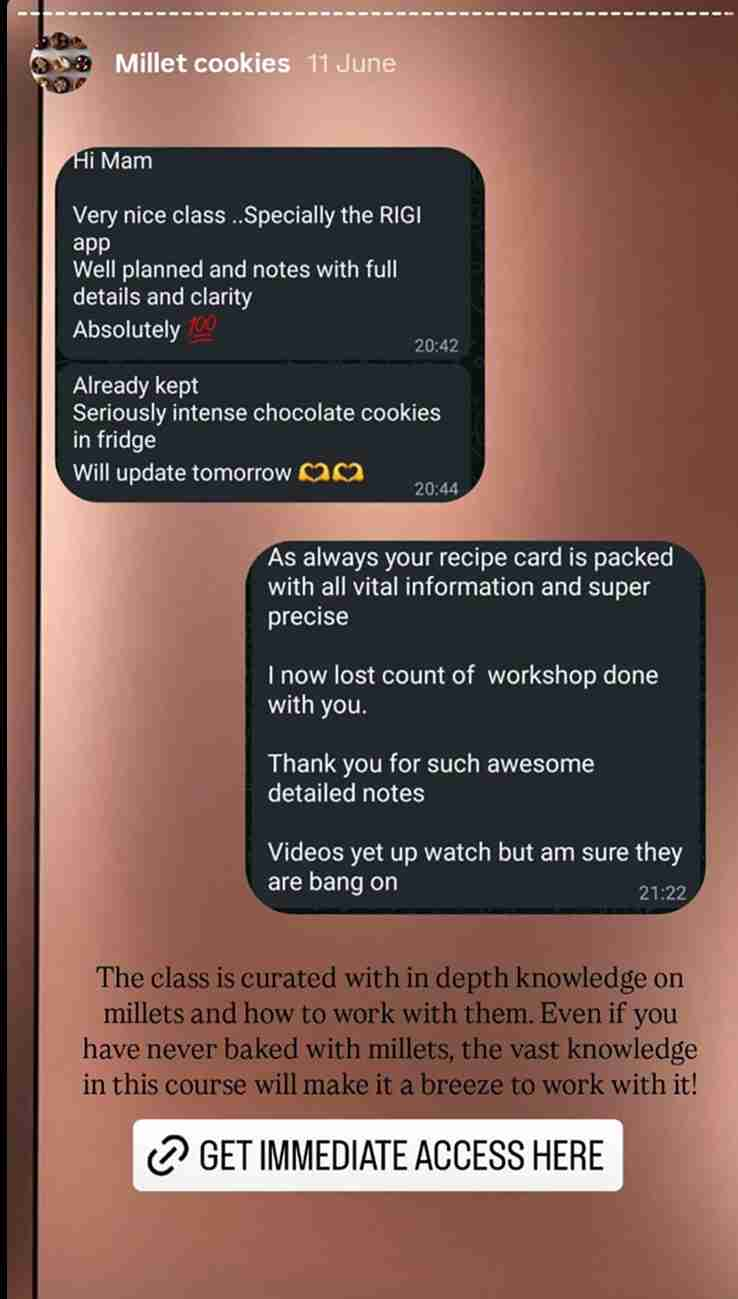 Millet cookies 11 June
Hi Mam
Very nice class ..Specially the RIGI
app
Well planned and notes with full
details and clarity
Absolutely 💯
20:42
Already kept
Seriously intense chocolate cookies
in fridge
Will update tomorrow 🫶🫶
20:44
As always your recipe card is packed
with all vital information and super
precise
I now lost count of workshop done
with you.
Thank you for such awesome
detailed notes
Videos yet up watch but am sure they
are bang on
21:22
The class is curated with in depth knowledge on
millets and how to work with them. Even if you
have never baked with millets, the vast knowledge
in this course will make it a breeze to work with it!
GET IMMEDIATE ACCESS HERE